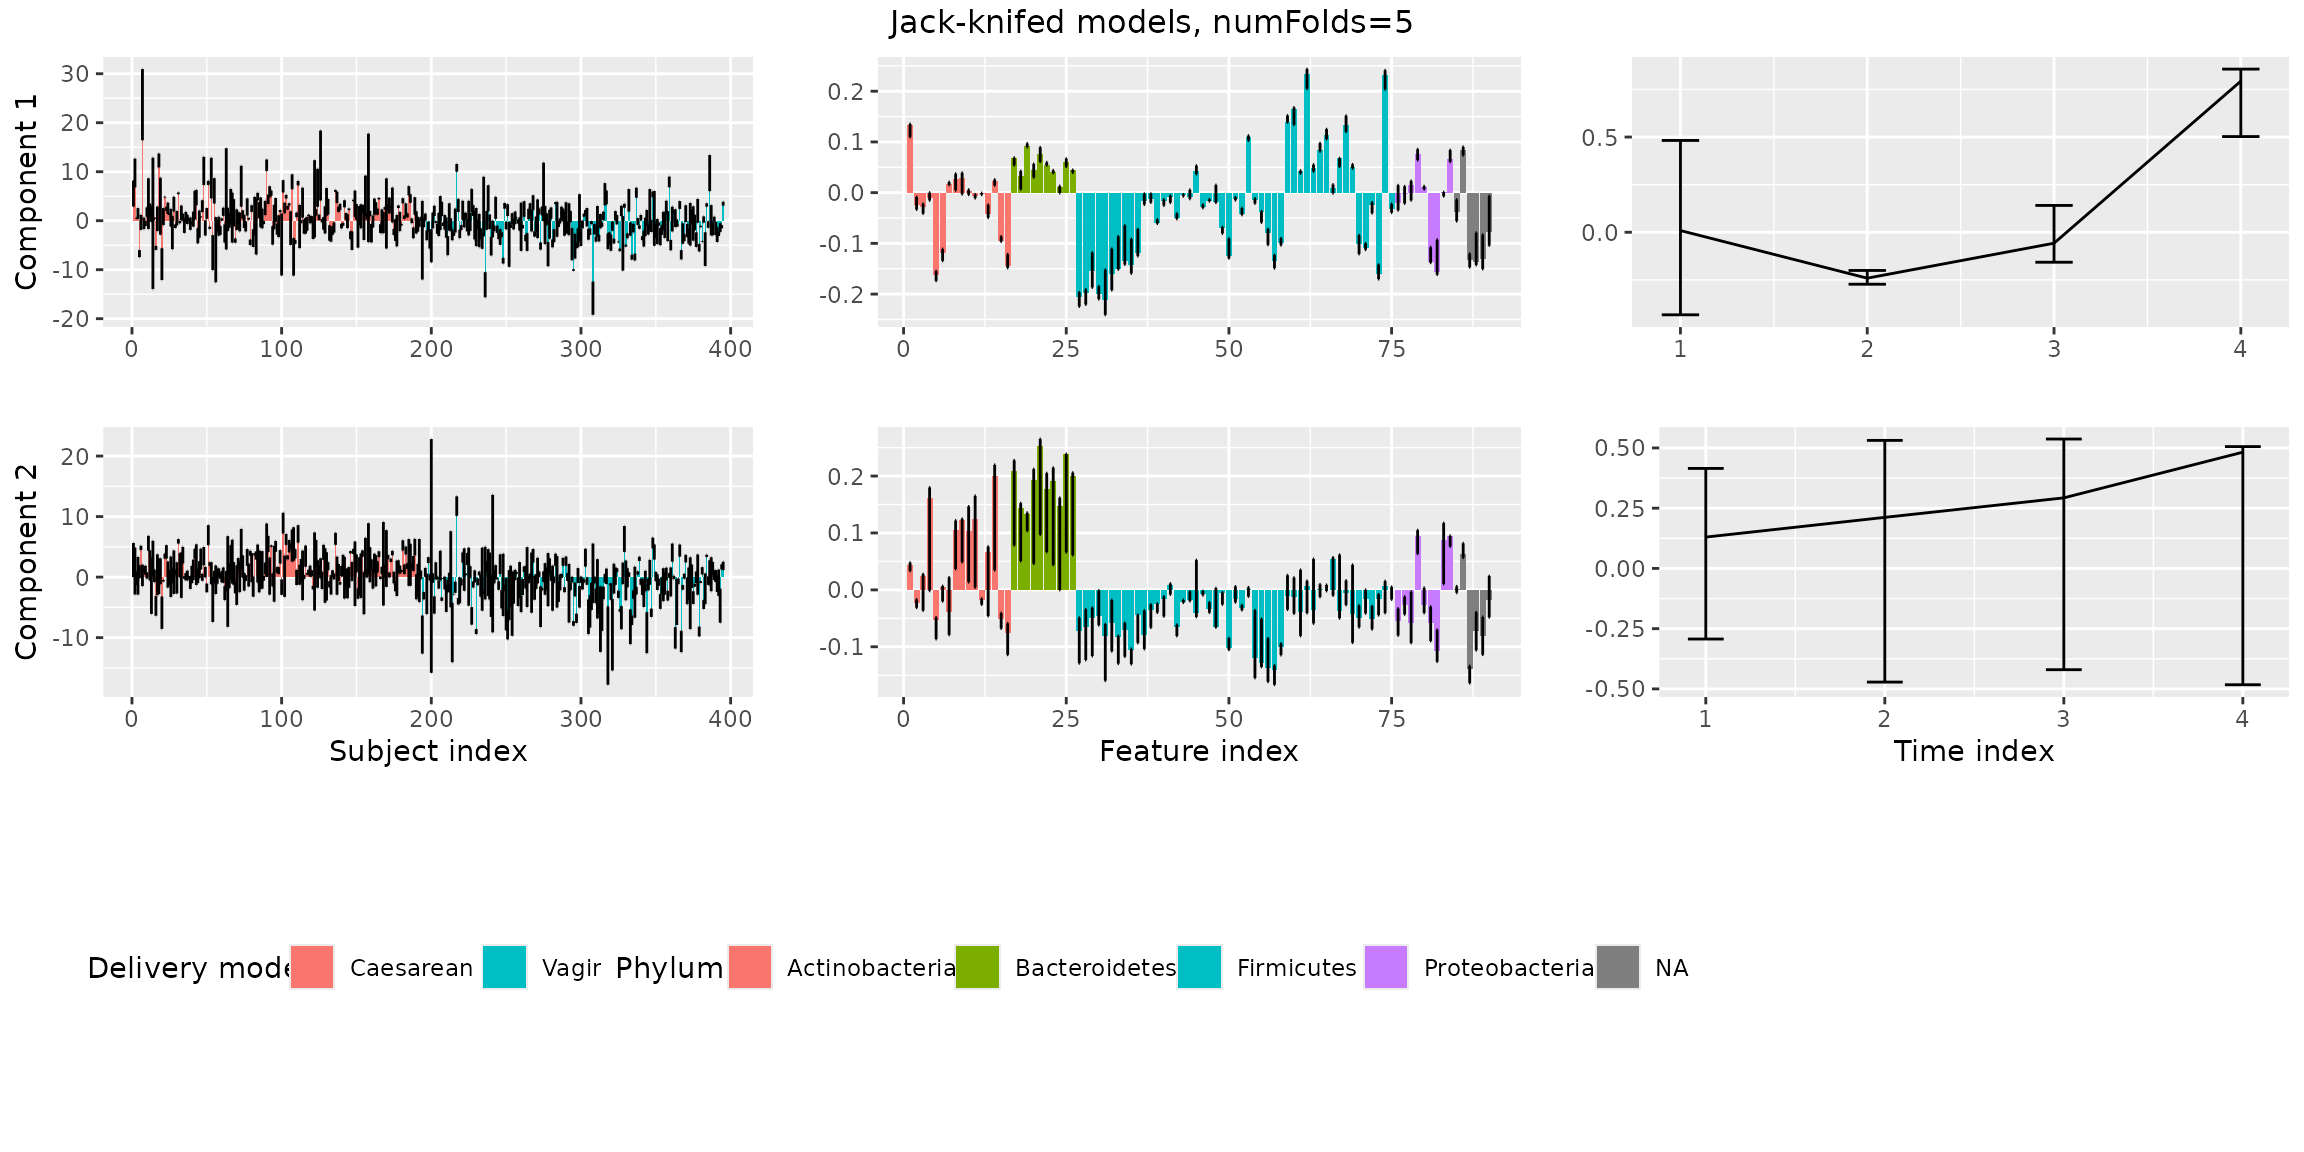 Jack-knifed models, numFolds=5
Component 1
30
20
10
0
-10
-20
0 100 200 300 400
0.2
0.1
0.0
-0.1
-0.2
0 25 50 75
0.5
0.0
1 2 3 4
Component 2
20
10
0
-10
0 100 200 300 400
Subject index
0.2
0.1
0.0
-0.1
0 25 50 75
Feature index
0.50
0.25
0.00
-0.25
-0.50
1 2 3 4
Time index
Delivery mode Caesarean Vagir Phylum Actinobacteria Bacteroidetes Firmicutes Proteobacteria NA